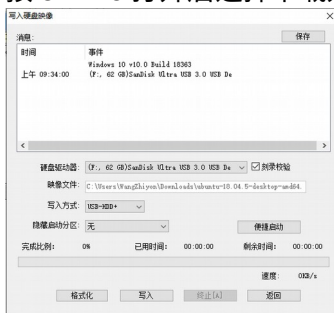 写入硬盘映像
消息: 保存
时间 事件
Windows 10 v10.0 Build 18363
上午 09:34:00 (F:, 62 GB)SanDisk Ultra USB 3.0 USB De
硬盘驱动器: (F:, 62 GB)SanDisk Ultra USB 3.0 USB De 刻录校验
映像文件: C:\Users\WangZhiyon\Downloads\ubuntu-18.04.5-desktop-amd64.
写入方式: USB-HDD+
隐藏启动分区: 无 便捷启动
完成比例: 0% 已用时间: 00:00:00 剩余时间: 00:00:00
速度: 0KB/s
格式化 写入 终止[A] 返回